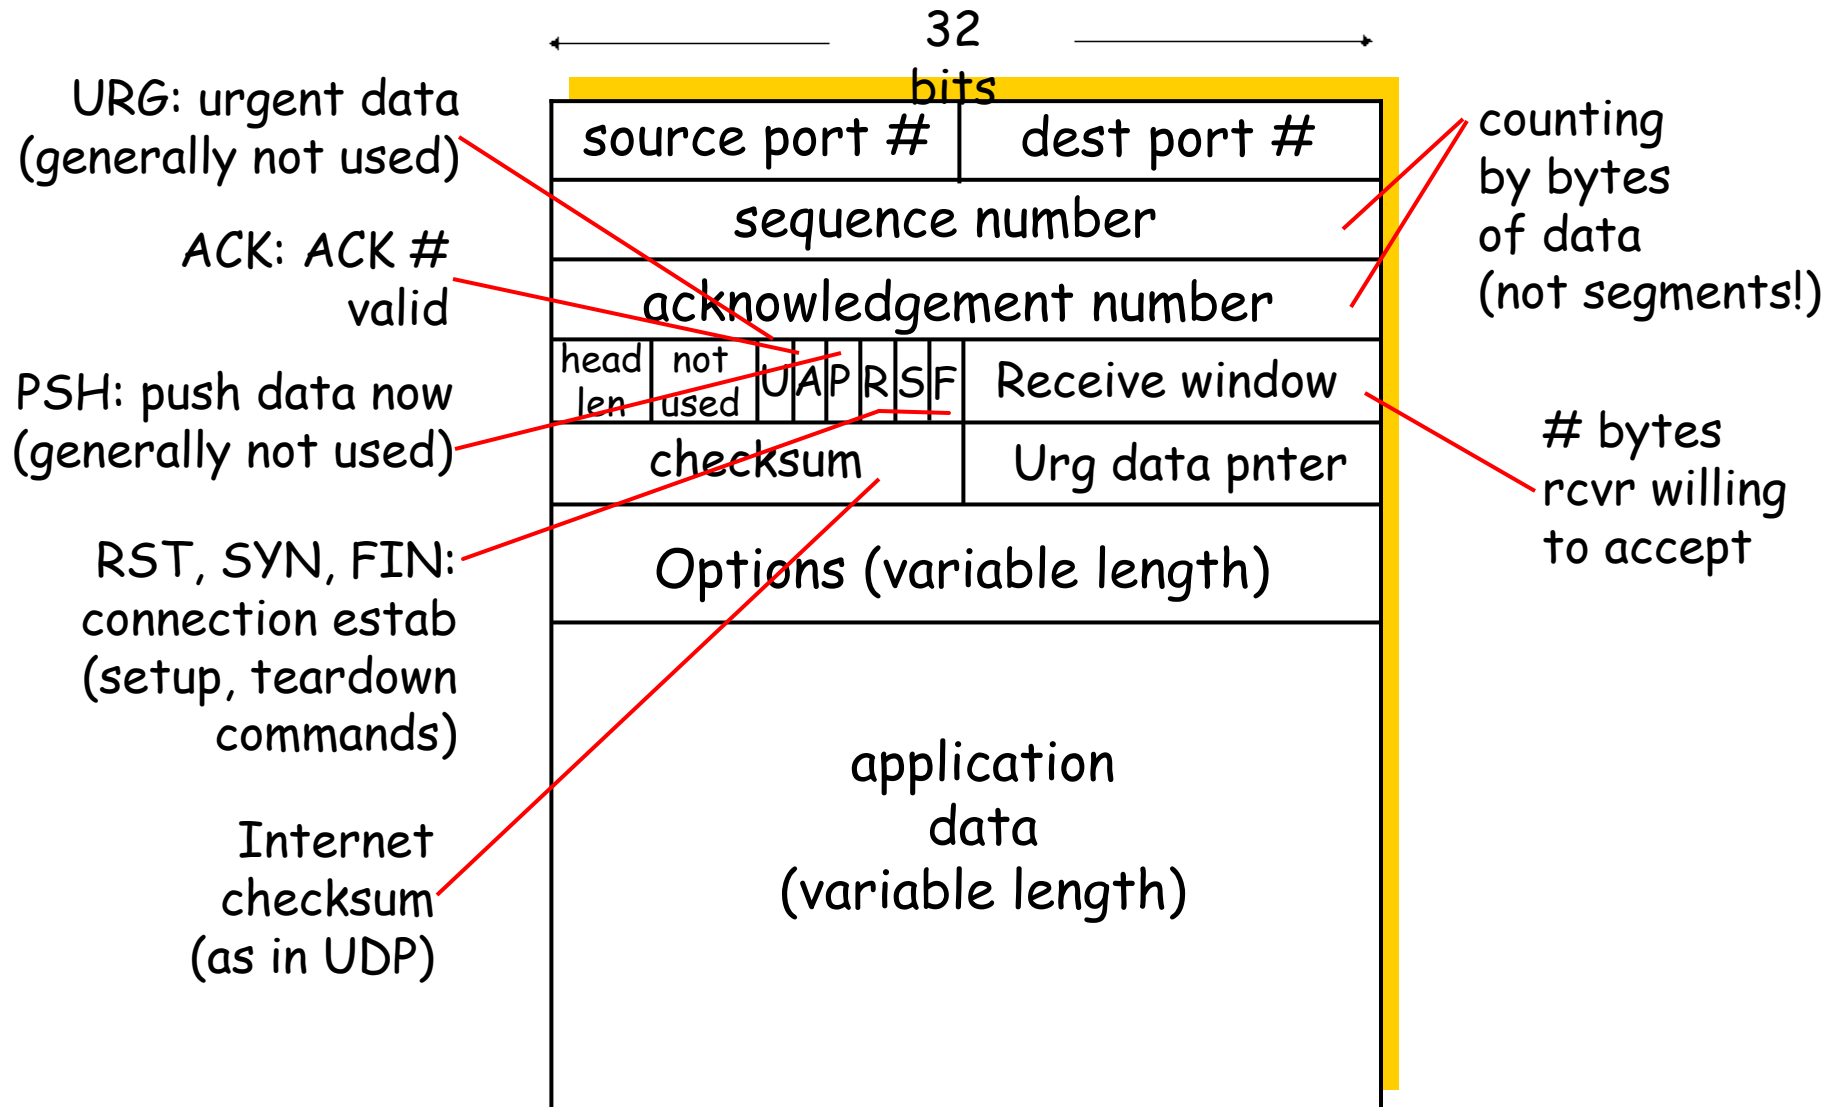 32
bits
URG: urgent data
(generally not used)
ACK: ACK #
valid
PSH: push data now
(generally not used)
RST, SYN, FIN:
connection estab
(setup, teardown
commands)
Internet
checksum
(as in UDP)
source port #
dest port #
sequence number
acknowledgement number
head
len
not
used
U
A
P
R
S
F
Receive window
checksum
Urg data pnter
Options (variable length)
application
data
(variable length)
counting
by bytes
of data
(not segments!)
# bytes
rcvr willing
to accept